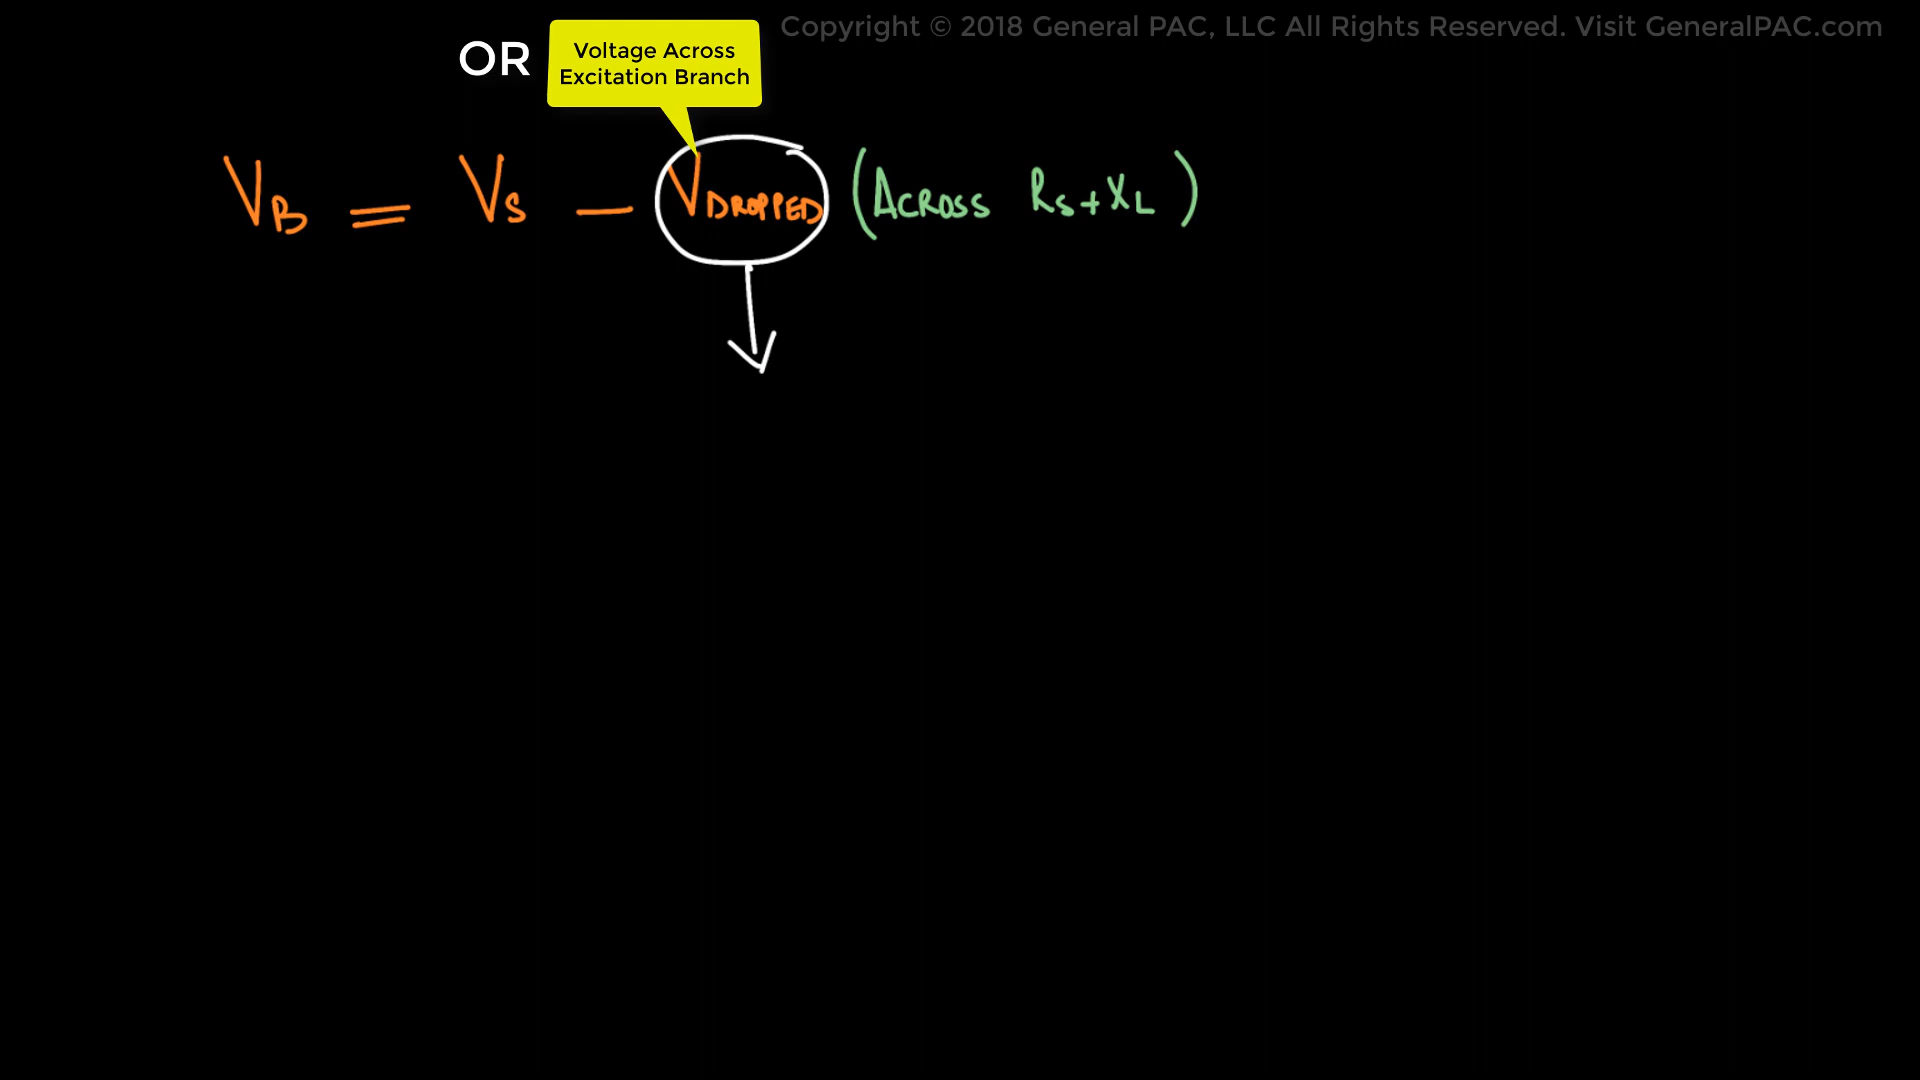 Copyright © 2018 General PAC, LLC All Rights Reserved. Visit GeneralPAC.com
OR
Voltage Across
Excitation Branch
VB = VS - VDROPPED (ACROSS RS+XL)